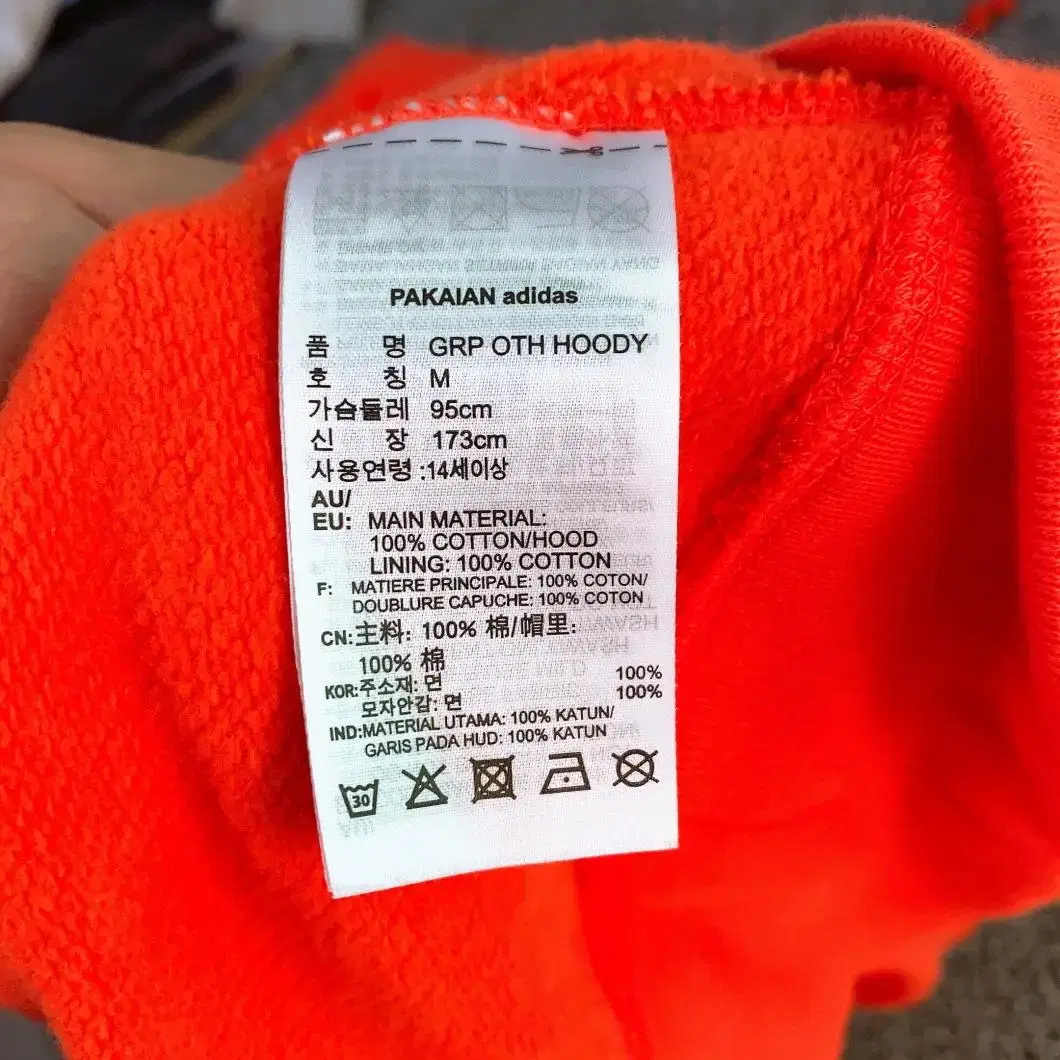 PAKAIAN adidas
품 명 GRP OTH HOODY
호 칭 M
가슴둘레 95cm
신 장 173cm
사용연령 :14세이상
AU/
EU: MAIN MATERIAL:
100% COTTON/HOOD
LINING: 100% COTTON
F: MATIERE PRINCIPALE: 100% COTON/
DOUBLURE CAPUCHE: 100% COTON
CN:主料: 100% 棉/帽里:
100% 棉
KOR:주소재: 면 100%
모자안감: 면 100%
IND:MATERIAL UTAMA: 100% KATUN/
GARIS PADA HUD: 100% KATUN
30